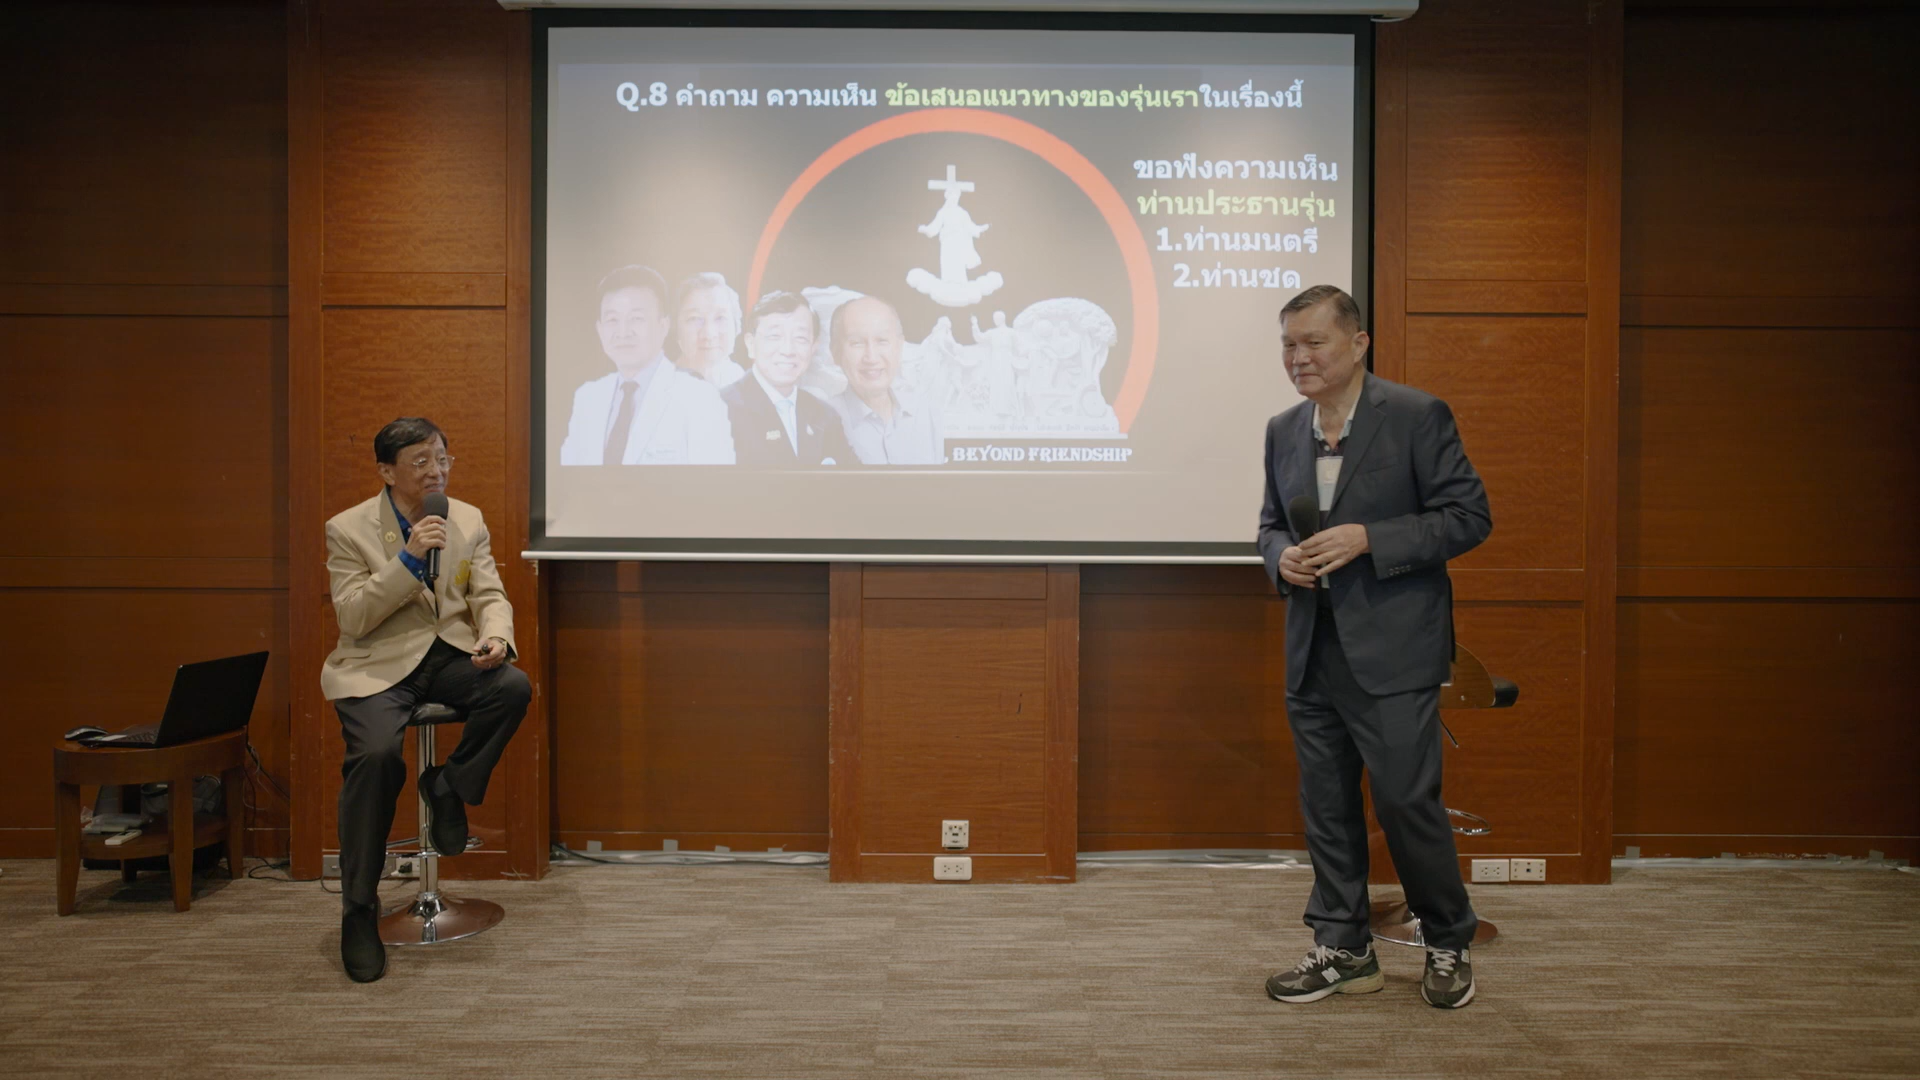 Q.8 คำถาม ความเห็น ข้อเสนอแนวทางของรุ่นเราในเรื่องนี้
ขอฟังความเห็น
ท่านประธานรุ่น
1.ท่านมนตรี
2.ท่านชด
BEYOND FRIENDSHIP